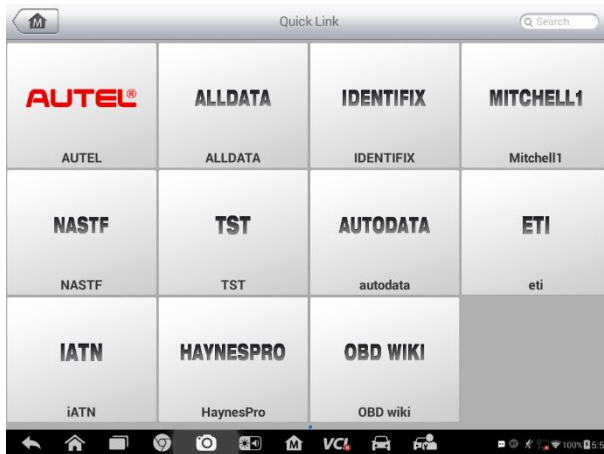 M
Quick Link
Search
AUTEL®
ALLDATA
IDENTIFIX
MITCHELL1
AUTEL
ALLDATA
IDENTIFIX
Mitchell1
NASTF
TST
AUTODATA
ETI
NASTF
TST
autodata
eti
IATN
HAYNESPRO
OBD WIKI
iATN
HaynesPro
OBD wiki
M
VCI
100%